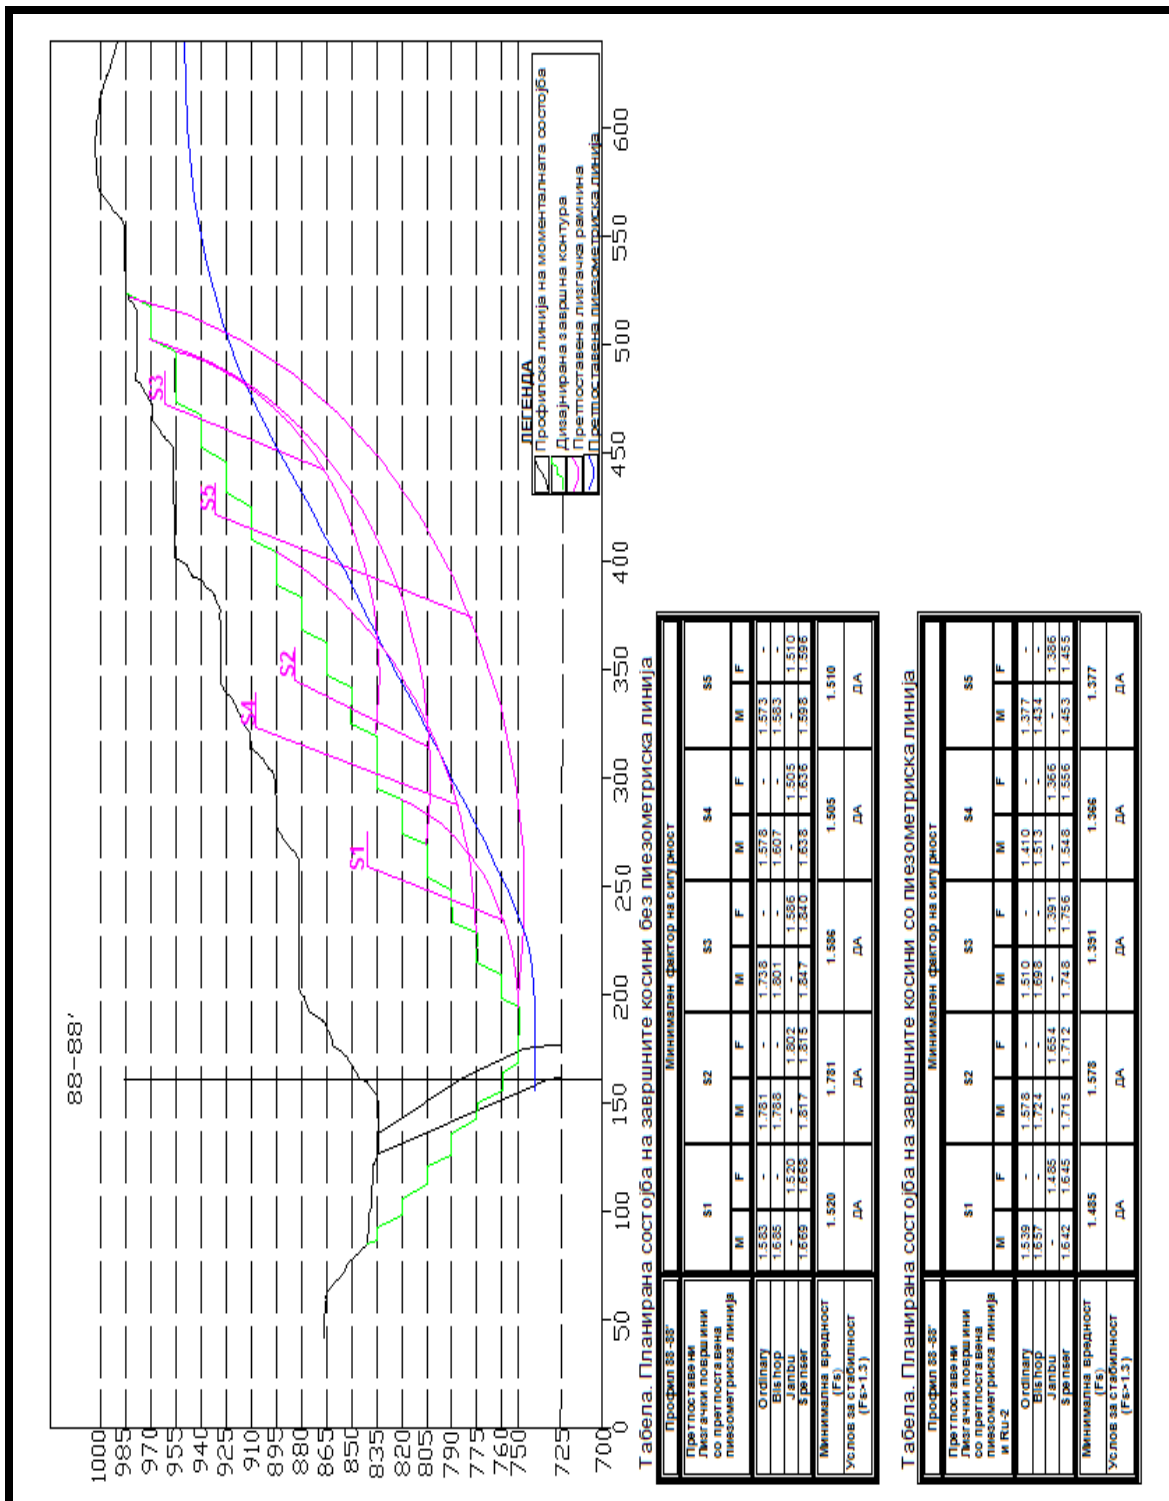 88-88'
1000
985
970
955
940
925
910
895
880
865
850
835
820
805
790
775
760
750
725
700
0
50
100
150
200
250
300
350
400
450
500
550
600
S1
S4
S2
S5
S3
ЛЕГЕНДА
Профилска линија на моменталната состојба
Дизајнирана завршна контура
Претпоставена лизгачка рамнина
Претпоставена пиезометриска линија
Табела. Планирана состојба на завршните косини без пиезометриска линија
Профил 88-88' Минимален фактор на сигурност
Претпоставени
Лизгачки површини
со претпоставена
пиезометриска линија
S1 S2 S3 S4 S5
M F M F M F M F M F
Ordinary 1.583 - 1.781 - 1.738 - 1.578 - 1.573 -
Bishop 1.685 - 1.788 - 1.801 - 1.607 - 1.583 -
Janbu - 1.520 - 1.802 - 1.586 - 1.505 - 1.510
Spenser 1.669 1.668 1.817 1.815 1.847 1.840 1.638 1.636 1.598 1.596
Минимална вредност
(Fs)
1.520 1.781 1.586 1.505 1.510
Услов за стабилност
(Fs>1.3)
ДА ДА ДА ДА ДА
Табела. Планирана состојба на завршните косини со пиезометриска линија
Профил 88-88' Минимален фактор на сигурност
Претпоставени
Лизгачки површини
со претпоставена
пиезометриска линија
и Ru-2
S1 S2 S3 S4 S5
M F M F M F M F M F
Ordinary 1.539 - 1.578 - 1.510 - 1.410 - 1.377 -
Bishop 1.657 - 1.724 - 1.698 - 1.513 - 1.434 -
Janbu - 1.485 - 1.654 - 1.391 - 1.366 - 1.386
Spenser 1.642 1.645 1.715 1.712 1.748 1.756 1.548 1.556 1.453 1.455
Минимална вредност
(Fs)
1.485 1.578 1.391 1.366 1.377
Услов за стабилност
(Fs>1.3)
ДА ДА ДА ДА ДА